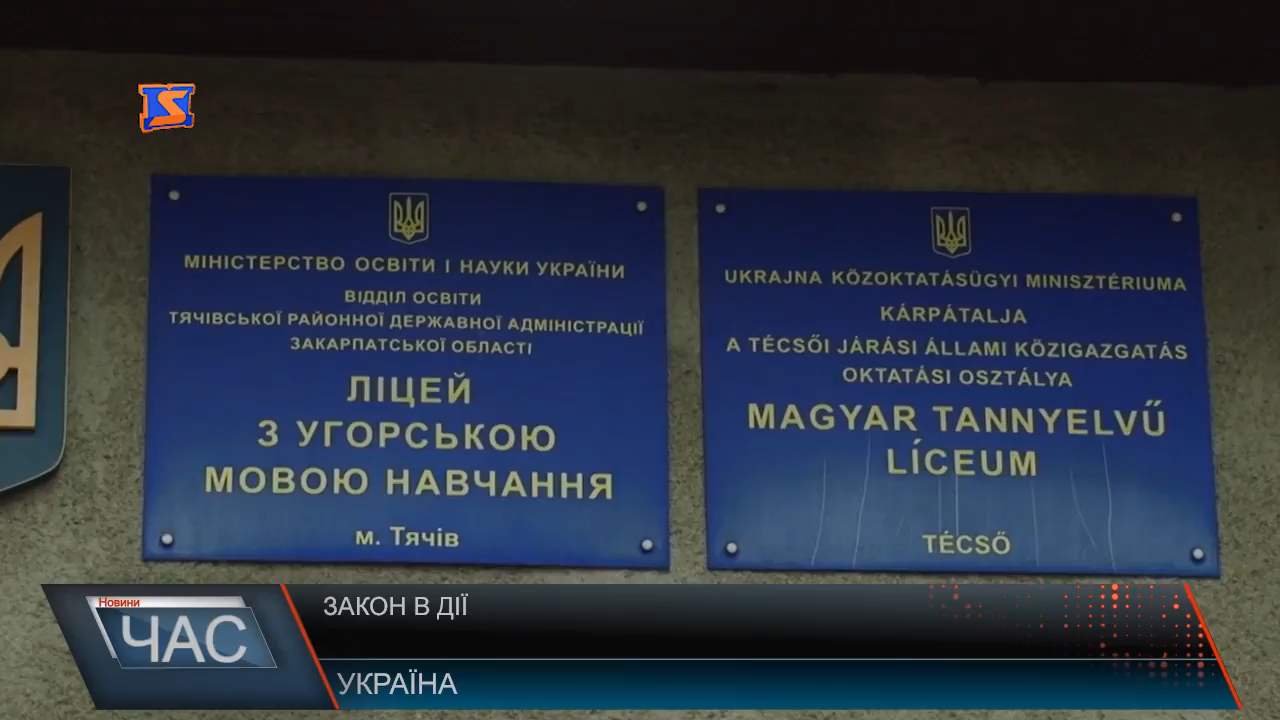 МІНІСТЕРСТВО ОСВІТИ І НАУКИ УКРАЇНИ
ВІДДІЛ ОСВІТИ
ТЯЧІВСЬКОЇ РАЙОННОЇ ДЕРЖАВНОЇ АДМІНІСТРАЦІЇ
ЗАКАРПАТСЬКОЇ ОБЛАСТІ
ЛІЦЕЙ
З УГОРСЬКОЮ
МОВОЮ НАВЧАННЯ
м. Тячів
UKRAJNA KÖZOKTATÁSÜGYI MINISZTÉRIUMA
KÁRPÁTALJA
A TÉCSŐI JÁRÁSI ÁLLAMI KÖZIGAZGATÁS
OKTATÁSI OSZTÁLYA
MAGYAR TANNYELVŰ
LÍCEUM
TÉCSŐ
Новини
ЧАС
ЗАКОН В ДІЇ
УКРАЇНА